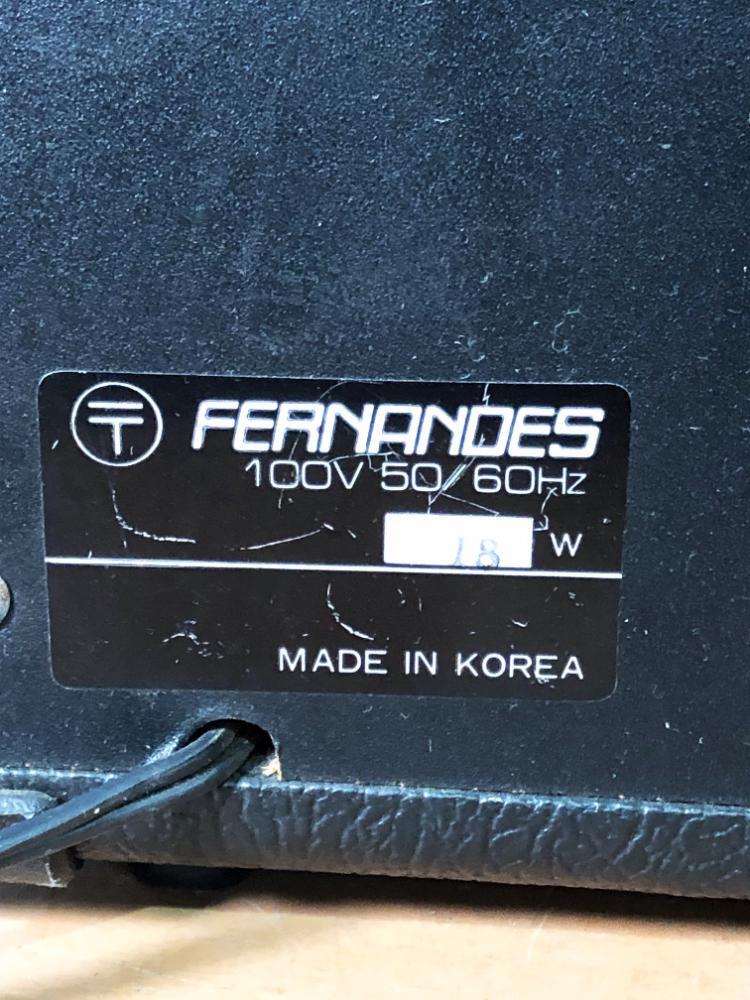 〒 FERNANDES
100V 50/60Hz
18 W
MADE IN KOREA